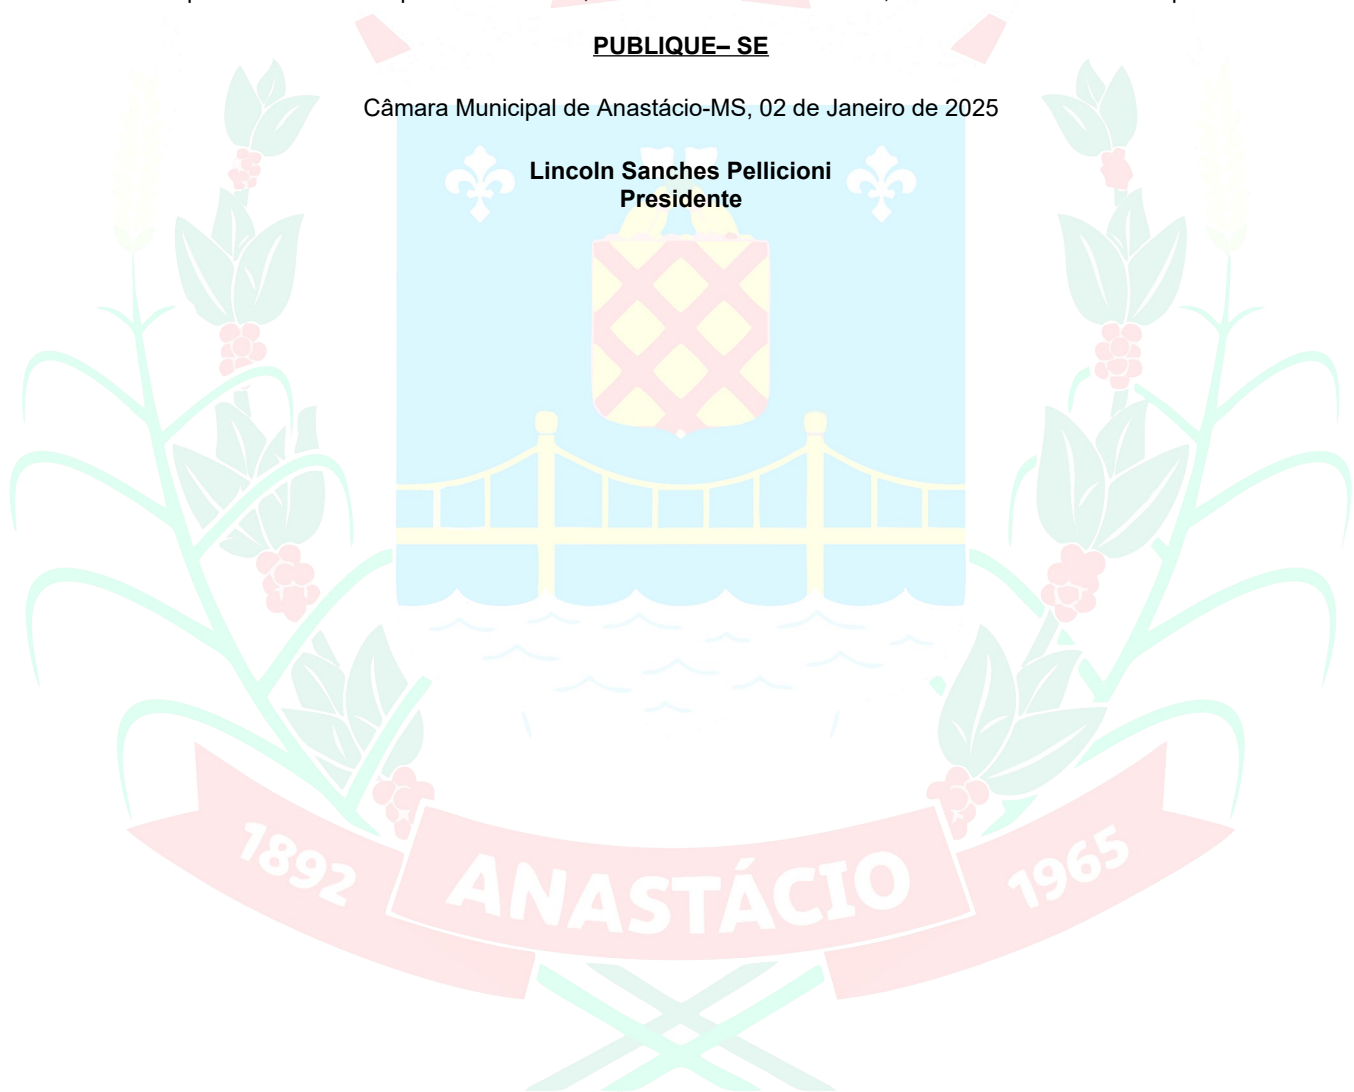 PUBLIQUE– SE
Câmara Municipal de Anastácio-MS, 02 de Janeiro de 2025
Lincoln Sanches Pellicioni
Presidente
1892
ANASTÁCIO
1965